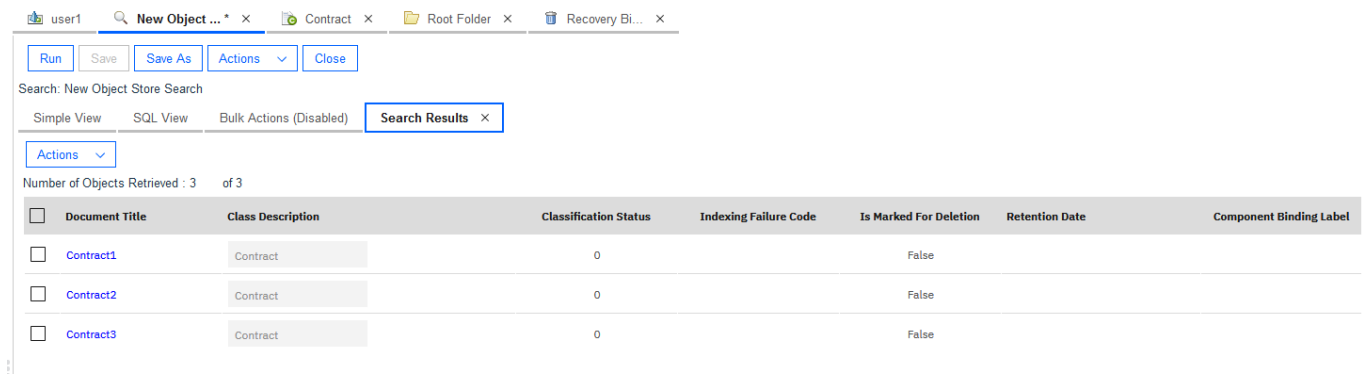 user1 New Object ... * × Contract × Root Folder × Recovery Bi... ×
Run Save Save As Actions Close
Search: New Object Store Search
Simple View SQL View Bulk Actions (Disabled) Search Results ×
Actions
Number of Objects Retrieved : 3 of 3
Document Title Class Description Classification Status Indexing Failure Code Is Marked For Deletion Retention Date Component Binding Label
Contract1 Contract 0 False
Contract2 Contract 0 False
Contract3 Contract 0 False